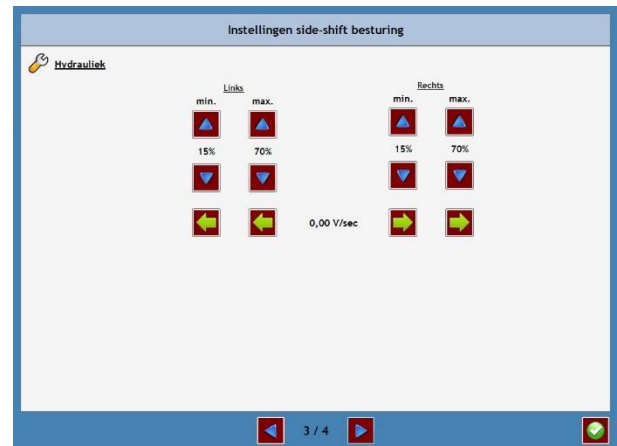 Instellingen side-shift besturing
Hydrauliek
Links Rechts
min. max. min. max.
15% 70% 15% 70%
0,00 V/sec
3 / 4